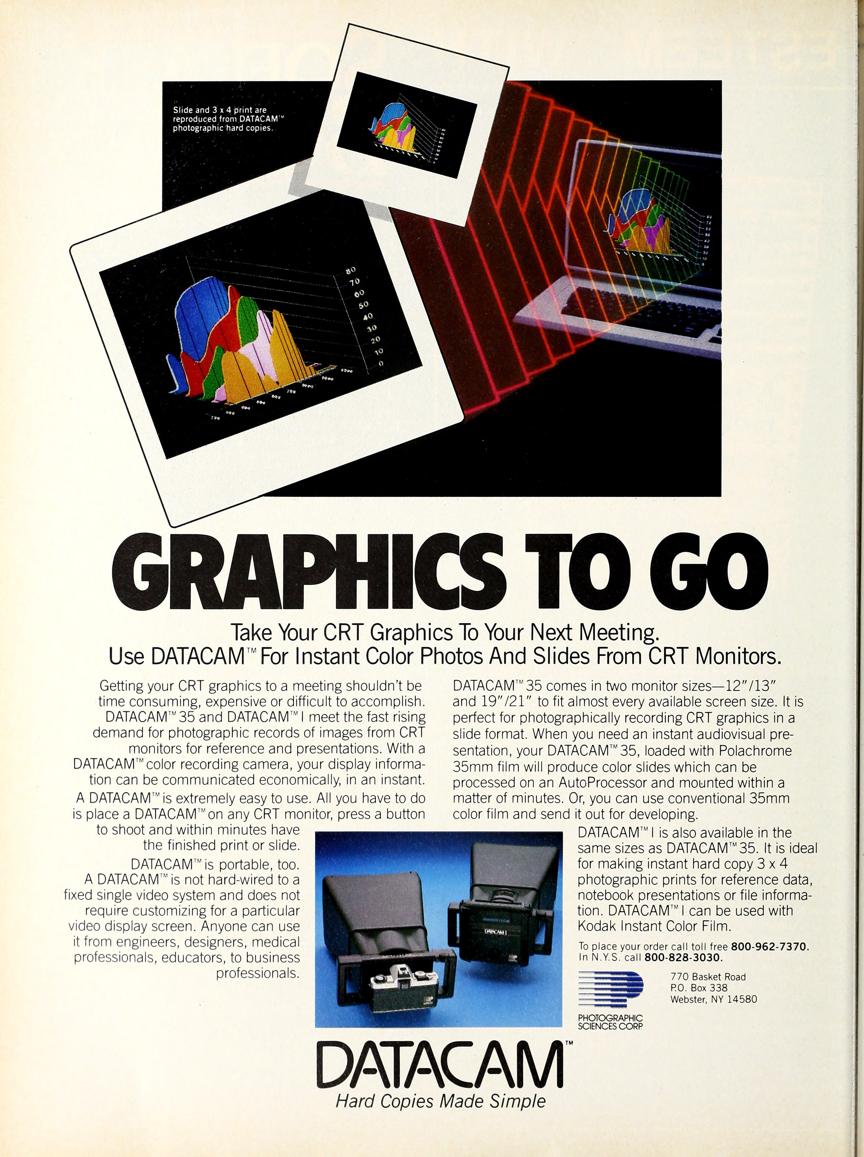 Slide and 3 x 4 print are
reproduced from DATACAM™
photographic hard copies.
80
70
60
50
40
30
20
10
0
GRAPHICS TO GO
Take Your CRT Graphics To Your Next Meeting.
Use DATACAM™ For Instant Color Photos And Slides From CRT Monitors.
Getting your CRT graphics to a meeting shouldn't be
time consuming, expensive or difficult to accomplish.
DATACAM™ 35 and DATACAM™ I meet the fast rising
demand for photographic records of images from CRT
monitors for reference and presentations. With a
DATACAM™ color recording camera, your display informa-
tion can be communicated economically, in an instant.
A DATACAM™ is extremely easy to use. All you have to do
is place a DATACAM™ on any CRT monitor, press a button
to shoot and within minutes have
the finished print or slide.
DATACAM™ is portable, too.
A DATACAM™ is not hard-wired to a
fixed single video system and does not
require customizing for a particular
video display screen. Anyone can use
it from engineers, designers, medical
professionals, educators, to business
professionals.
DATACAM™ 35 comes in two monitor sizes—12"/13"
and 19"/21" to fit almost every available screen size. It is
perfect for photographically recording CRT graphics in a
slide format. When you need an instant audiovisual pre-
sentation, your DATACAM™ 35, loaded with Polachrome
35mm film will produce color slides which can be
processed on an AutoProcessor and mounted within a
matter of minutes. Or, you can use conventional 35mm
color film and send it out for developing.
DATACAM™ I is also available in the
same sizes as DATACAM™ 35. It is ideal
for making instant hard copy 3 x 4
photographic prints for reference data,
notebook presentations or file informa-
tion. DATACAM™ I can be used with
Kodak Instant Color Film.
To place your order call toll free 800-962-7370.
In N.Y.S. call 800-828-3030.
PHOTOGRAPHIC
SCIENCES CORP
770 Basket Road
P.O. Box 338
Webster, NY 14580
DATACAM I
DATACAM™
Hard Copies Made Simple